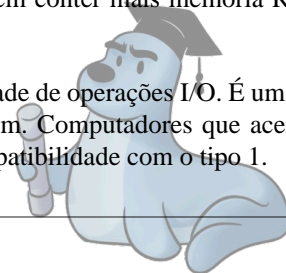 em conter mais memória R
ade de operações I/O. É um
m. Computadores que ace
patibilidade com o tipo 1.